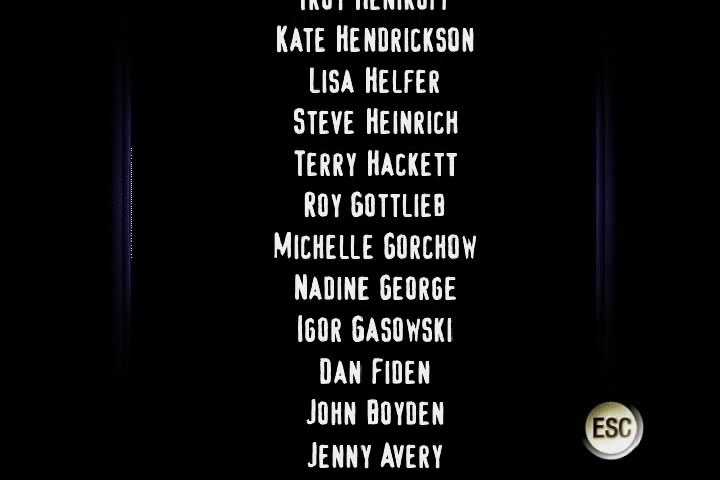 KATE HENDRICKSON
LISA HELFER
STEVE HEINRICH
TERRY HACKETT
ROY GOTTLIEB
MICHELLE GORCHOW
NADINE GEORGE
IGOR GASOWSKI
DAN FIDEN
JOHN BOYDEN
ESC
JENNY AVERY